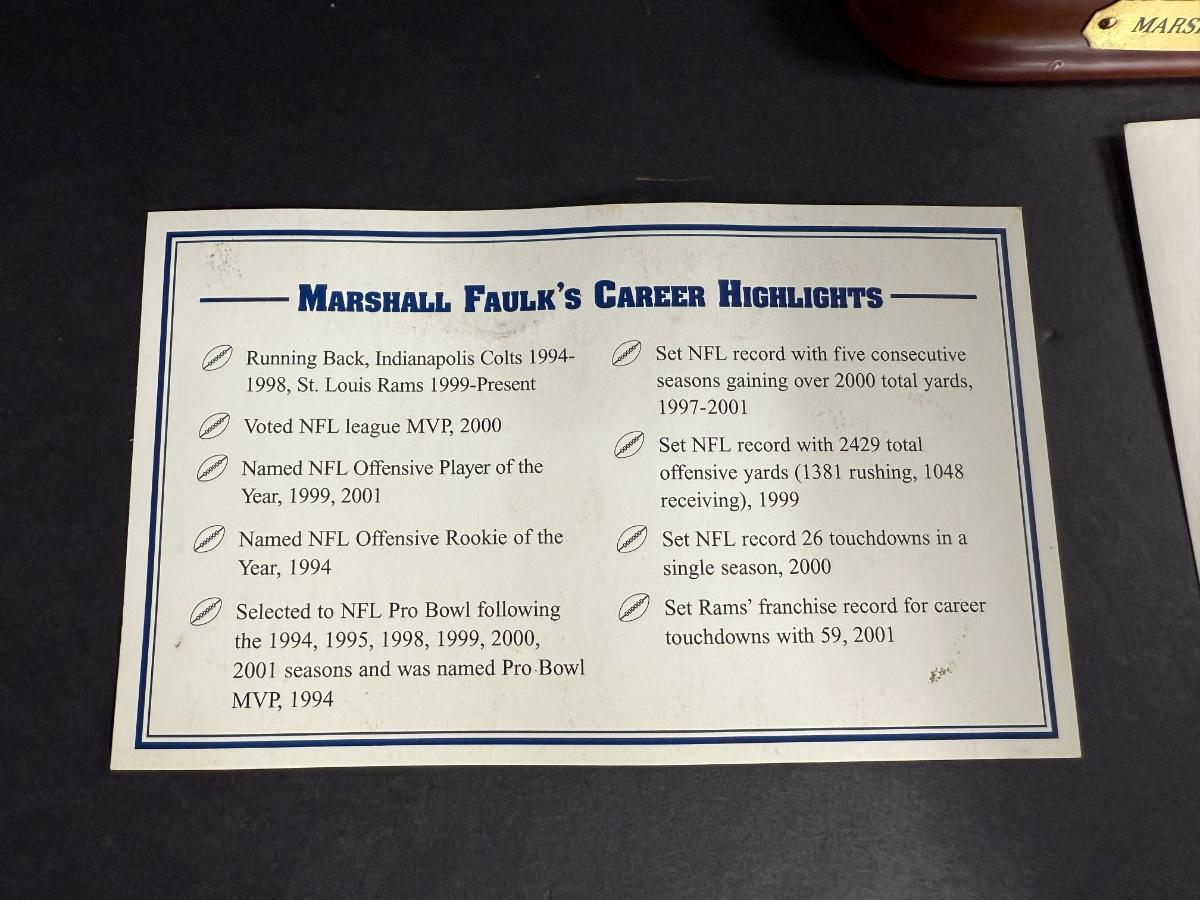 MARS
MARSHALL FAULK'S CAREER HIGHLIGHTS
Running Back, Indianapolis Colts 1994-
1998, St. Louis Rams 1999-Present
Voted NFL league MVP, 2000
Named NFL Offensive Player of the
Year, 1999, 2001
Named NFL Offensive Rookie of the
Year, 1994
Selected to NFL Pro Bowl following
the 1994, 1995, 1998, 1999, 2000,
2001 seasons and was named Pro Bowl
MVP, 1994
Set NFL record with five consecutive
seasons gaining over 2000 total yards,
1997-2001
Set NFL record with 2429 total
offensive yards (1381 rushing, 1048
receiving), 1999
Set NFL record 26 touchdowns in a
single season, 2000
Set Rams' franchise record for career
touchdowns with 59, 2001